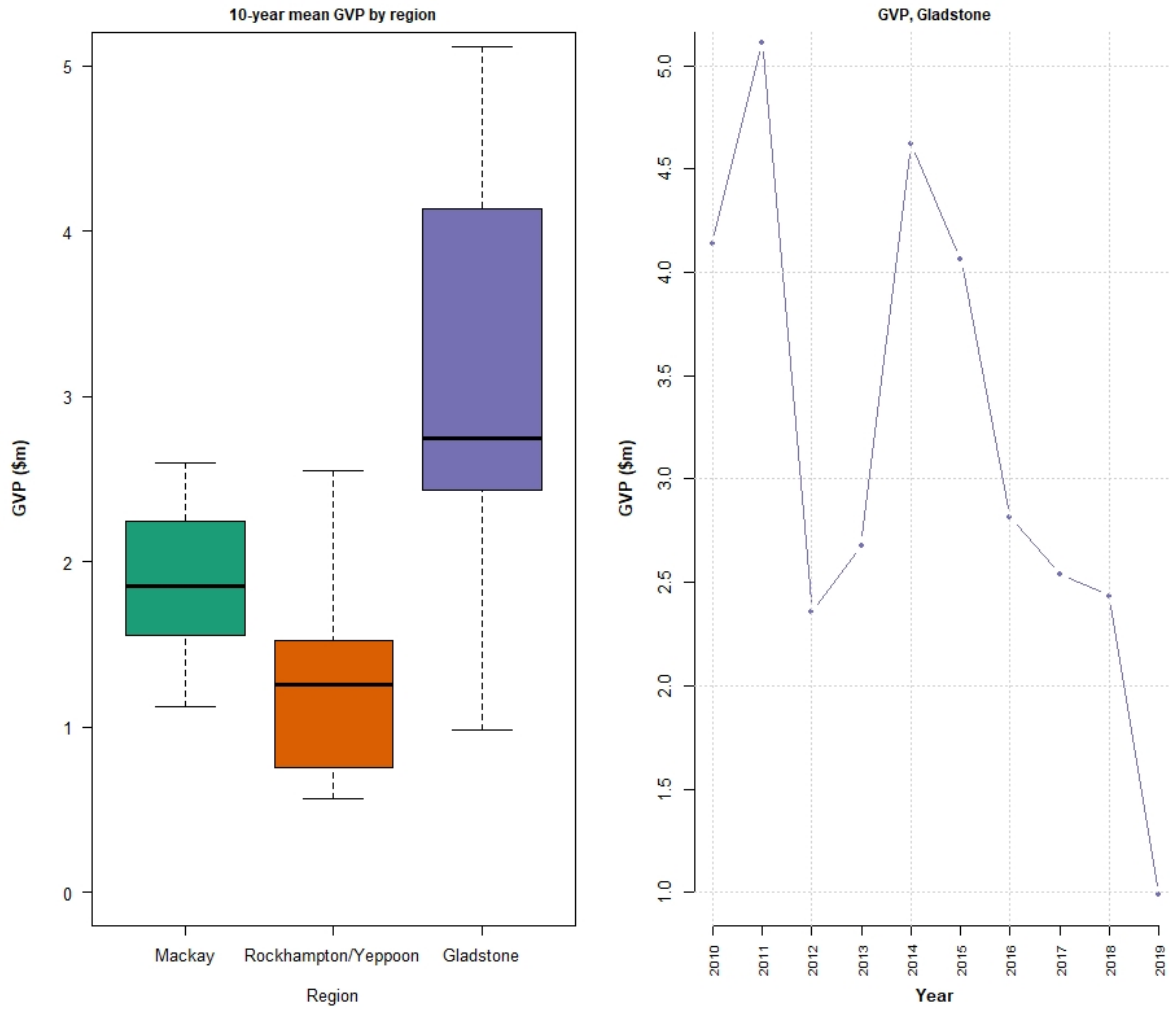 10-year mean GVP by region
GVP ($m)
5
4
3
2
1
0
Mackay Rockhampton/Yeppoon Gladstone
Region
GVP, Gladstone
GVP ($m)
5.0
4.5
4.0
3.5
3.0
2.5
2.0
1.5
1.0
2010 2011 2012 2013 2014 2015 2016 2017 2018 2019
Year